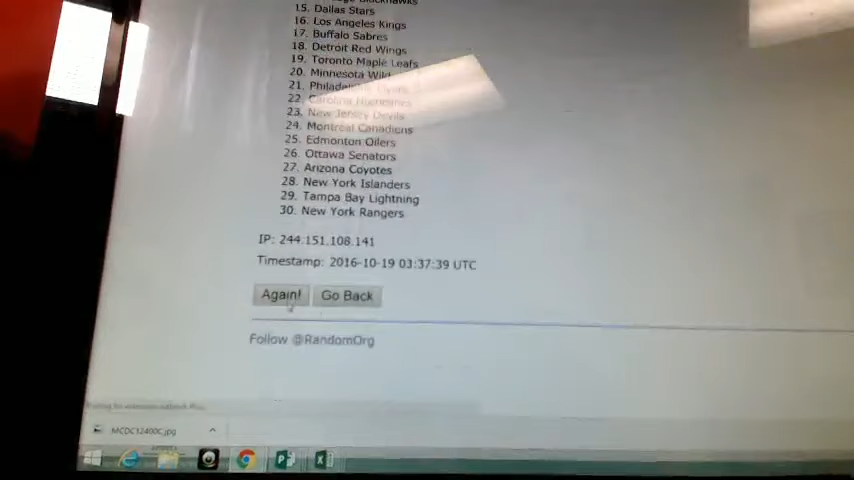 15. Dallas Stars
16. Los Angeles Kings
17. Buffalo Sabres
18. Detroit Red Wings
19. Toronto Maple Leafs
20. Minnesota Wild
21. Philadelphia Flyers
22. Carolina Hurricanes
23. New Jersey Devils
24. Montreal Canadiens
25. Edmonton Oilers
26. Ottawa Senators
27. Arizona Coyotes
28. New York Islanders
29. Tampa Bay Lightning
30. New York Rangers
IP: 244.151.108.141
Timestamp: 2016-10-19 03:37:39 UTC
Again! Go Back
Follow @RandomOrg
MCDC12400C.jpg